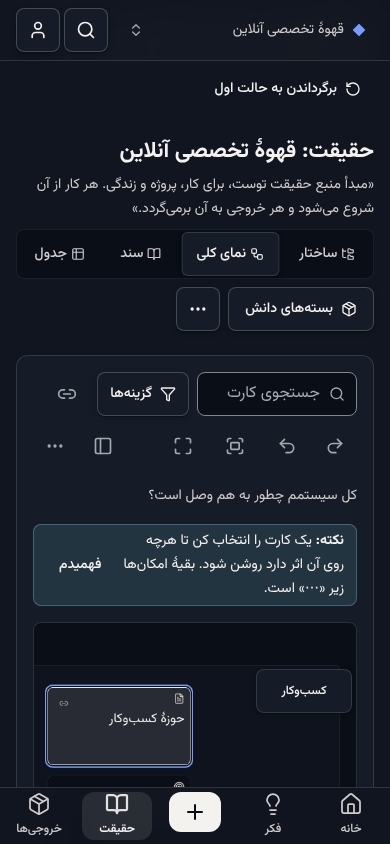 قهوهٔ تخصصی آنلاین
برگرداندن به حالت اول
حقیقت: قهوهٔ تخصصی آنلاین
«مبدأ منبع حقیقت توست، برای کار، پروژه و زندگی. هر کار از آن
شروع می‌شود و هر خروجی به آن برمی‌گردد.»
ساختار
نمای کلی
سند
جدول
بسته‌های دانش
جستجوی کارت
گزینه‌ها
کل سیستمم چطور به هم وصل است؟
نکته: یک کارت را انتخاب کن تا هرچه
روی آن اثر دارد روشن شود. بقیهٔ امکان‌ها
زیر «⋯» است.
فهمیدم
کسب‌وکار
حوزهٔ کسب‌وکار
خانه
فکر
حقیقت
خروجی‌ها